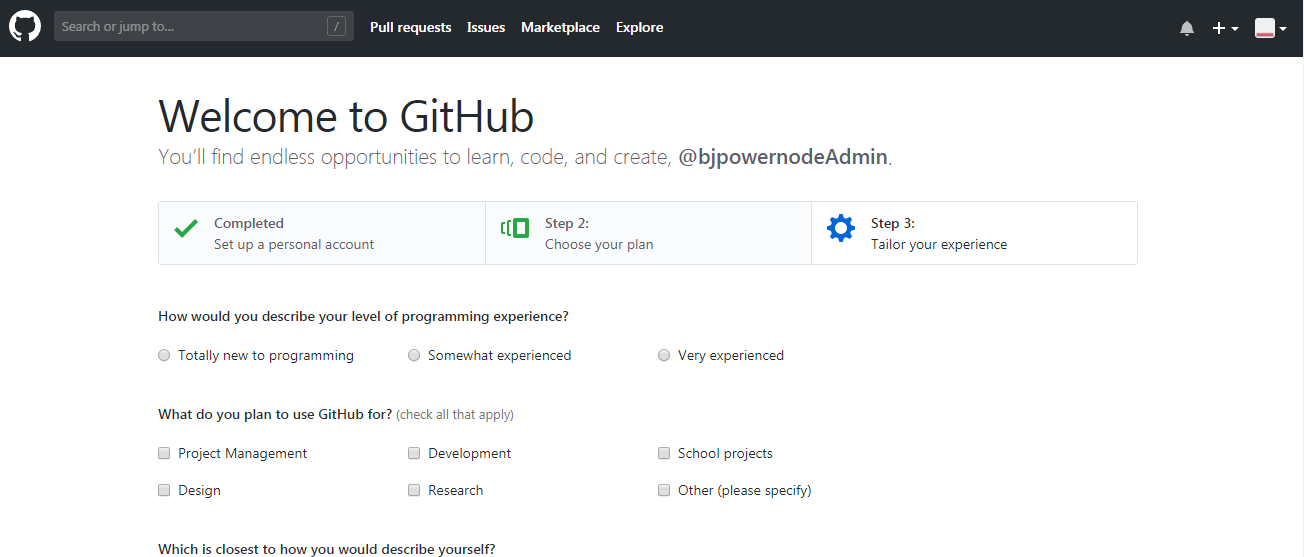 Search or jump to... /
Pull requests Issues Marketplace Explore
Welcome to GitHub
You’ll find endless opportunities to learn, code, and create, @bjpowernodeAdmin.
Completed
Set up a personal account
Step 2:
Choose your plan
Step 3:
Tailor your experience
How would you describe your level of programming experience?
Totally new to programming Somewhat experienced Very experienced
What do you plan to use GitHub for? (check all that apply)
Project Management Development School projects
Design Research Other (please specify)
Which is closest to how you would describe yourself?